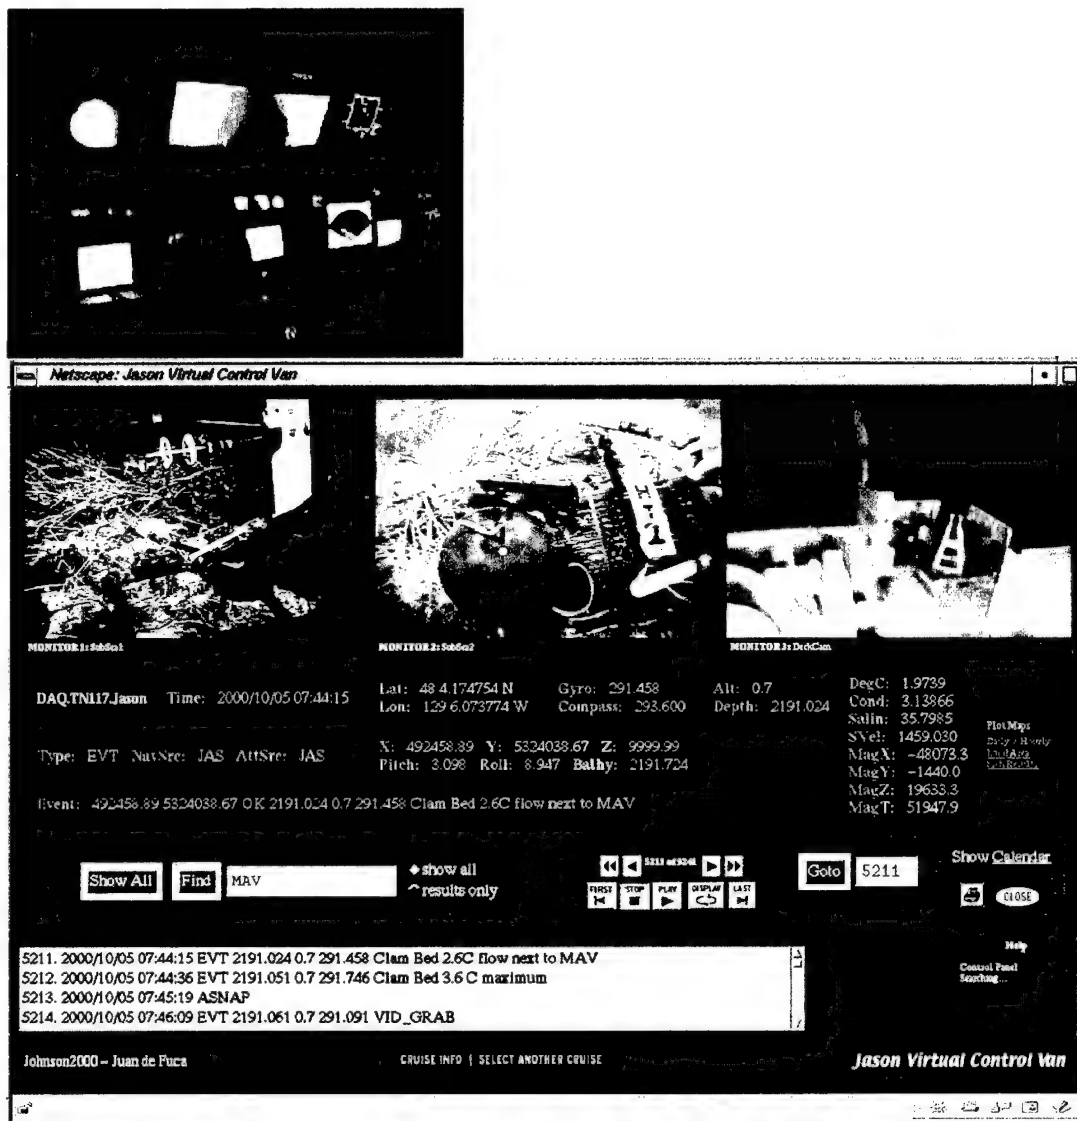 Netscape: Jason Virtual Control Van
MTI
MONITOR 1: SubSea1
MONITOR 2: SubSea2
MONITOR 3: DeckCam
DAQ.TN117.Jason Time: 2000/10/05 07:44:15
Lat: 48 4.174754 N Gyro: 291.458 Alt: 0.7
Lon: 129 6.073774 W Compass: 293.600 Depth: 2191.024
Type: EVT NavSrc: JAS AttSrc: JAS
X: 492458.89 Y: 5324038.67 Z: 9999.99
Pitch: 3.098 Roll: 8.947 Bathy: 2191.724
DegC: 1.9739
Cond: 3.13866
Salin: 35.7985
SVel: 1459.030
MagX: -48073.3
MagY: -1440.0
MagZ: 19633.3
MagT: 51947.9
Plot Maps
Daily / Hourly
Event: 492458.89 5324038.67 OK 2191.024 0.7 291.458 Clam Bed 2.6C flow next to MAV
Show All Find MAV
show all
results only
5211 of 5241
FIRST STOP PLAY DISPLAY LAST
Goto 5211
Show Calendar
CLOSE
Help
Control Panel
Searching...
5211. 2000/10/05 07:44:15 EVT 2191.024 0.7 291.458 Clam Bed 2.6C flow next to MAV
5212. 2000/10/05 07:44:36 EVT 2191.051 0.7 291.746 Clam Bed 3.6 C maximum
5213. 2000/10/05 07:45:19 ASNAP
5214. 2000/10/05 07:46:09 EVT 2191.061 0.7 291.091 VID_GRAB
Johnson2000 – Juan de Fuca
CRUISE INFO | SELECT ANOTHER CRUISE
Jason Virtual Control Van